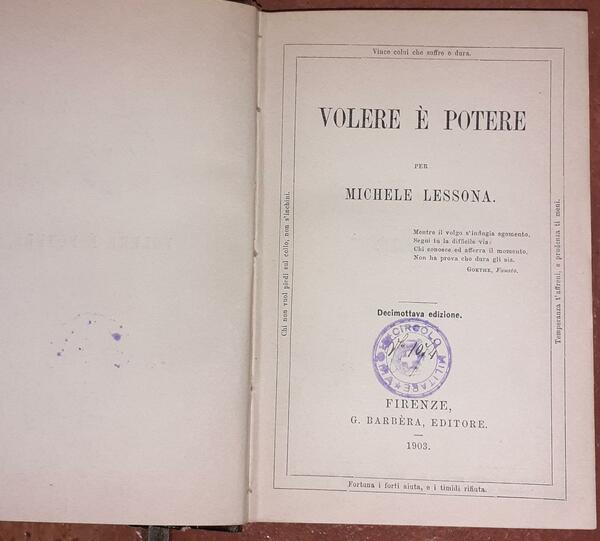 Vince colui che soffre e dura.
VOLERE È POTERE
PER
MICHELE LESSONA.
Mentre il volgo s'indugia sgomento,
Segui tu la difficile via:
Chi conosce ed afferra il momento,
Non ha prova che dura gli sia.
GOETHE, Fausto.
Chi non vuol piedi sul collo, non s'inchini.
Temperanza t'affreni, e prudenza ti meni.
Decimottava edizione.
CIRCOLO MILITARE
FIRENZE,
G. BARBÈRA, EDITORE.
1903.
Fortuna i forti aiuta, e i timidi rifiuta.